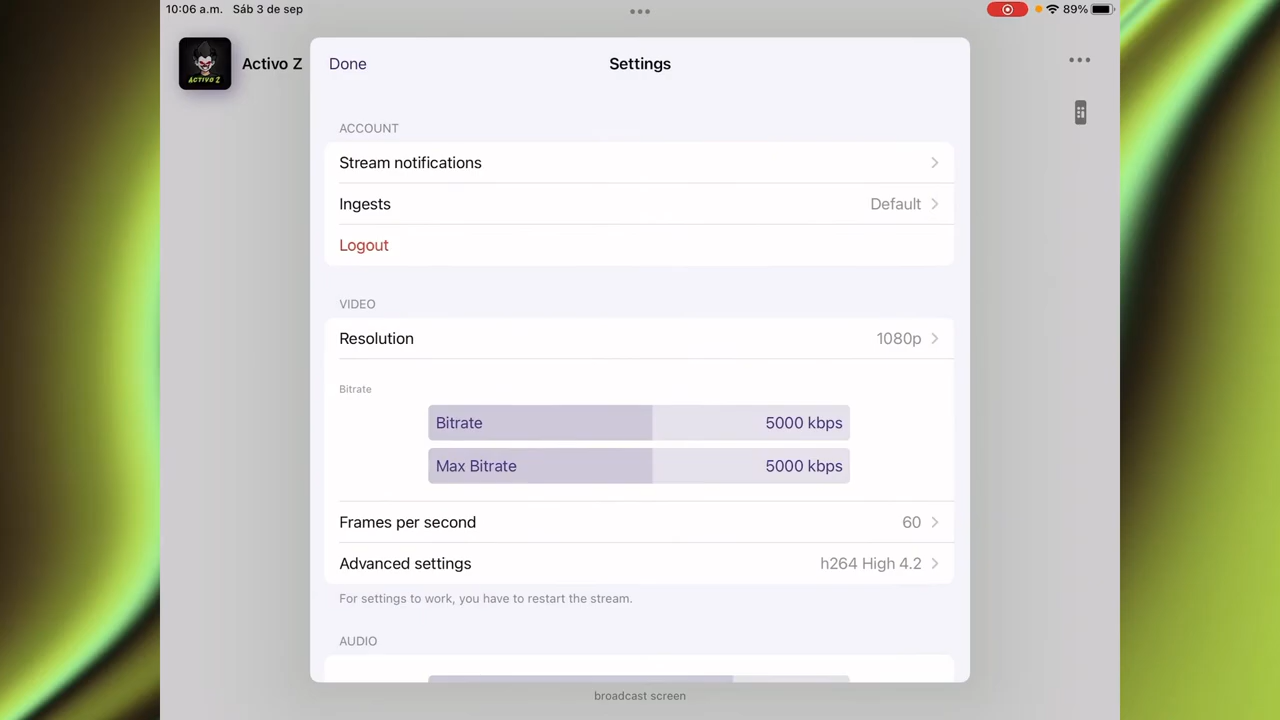 10:06 a.m. Sáb 3 de sep
89%
ACTIVO Z
Activo Z
Done
Settings
ACCOUNT
Stream notifications
Ingests Default
Logout
VIDEO
Resolution 1080p
Bitrate
Bitrate 5000 kbps
Max Bitrate 5000 kbps
Frames per second 60
Advanced settings h264 High 4.2
For settings to work, you have to restart the stream.
AUDIO
broadcast screen